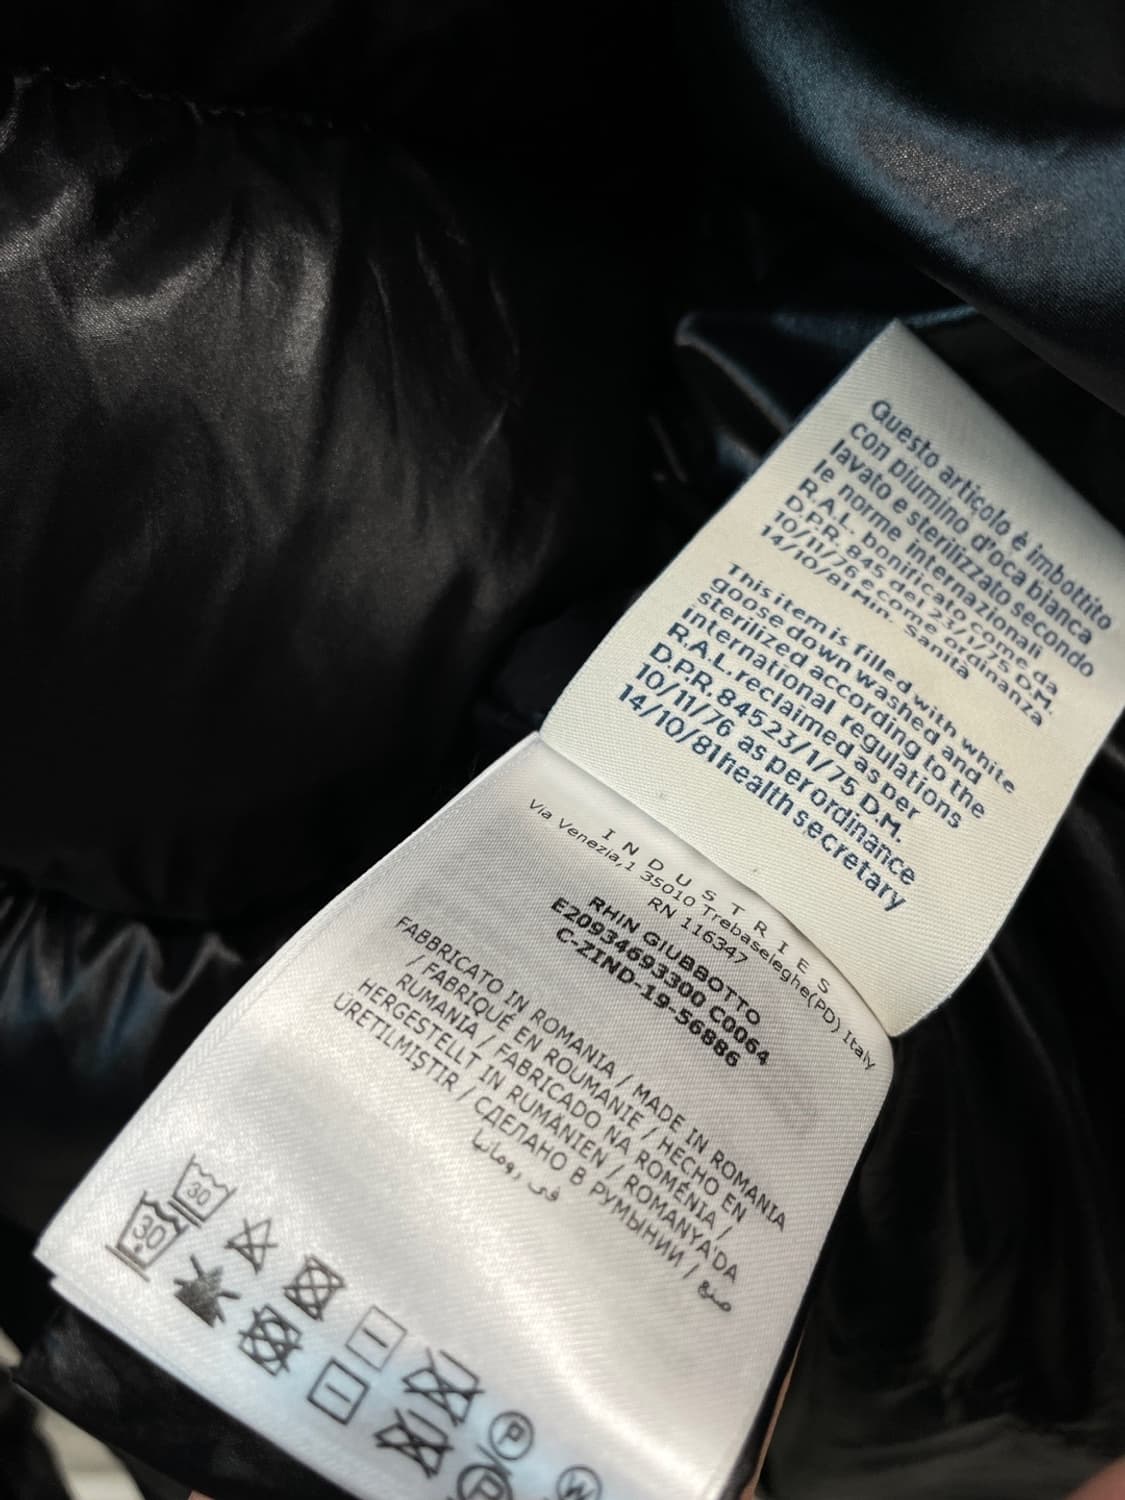 Questo articolo è imbottito
con piumino d'oca bianca
lavato e sterilizzato secondo
le norme internazionali
R.A.L. bonificato come da
D.P.R. 845 del 23/1/75 D.M.
10/11/76 e come ordinanza
14/10/81 Min. Sanità
This item is filled with white
goose down washed and
sterilized according to the
international regulations
R.A.L. reclaimed as per
D.P.R. 845 23/1/75 D.M.
10/11/76 as per ordinance
14/10/81 health secretary
INDUSTRIES
Via Venezia,1 35010 Trebaseleghe(PD) Italy
RN 116347
RHIN GIUBBOTTO
E20934693300 C0064
C-ZIND-19-56886
FABBRICATO IN ROMANIA / MADE IN ROMANIA
/ FABRIQUÉ EN ROUMANIE / HECHO EN
RUMANIA / FABRICADO NA ROMÉNIA /
HERGESTELLT IN RUMÄNIEN / ROMANYA'DA
ÜRETILMIŞTIR / СДЕЛАНО В РУМЫНИИ / صنع
في رومانيا
30
30
P
P
W